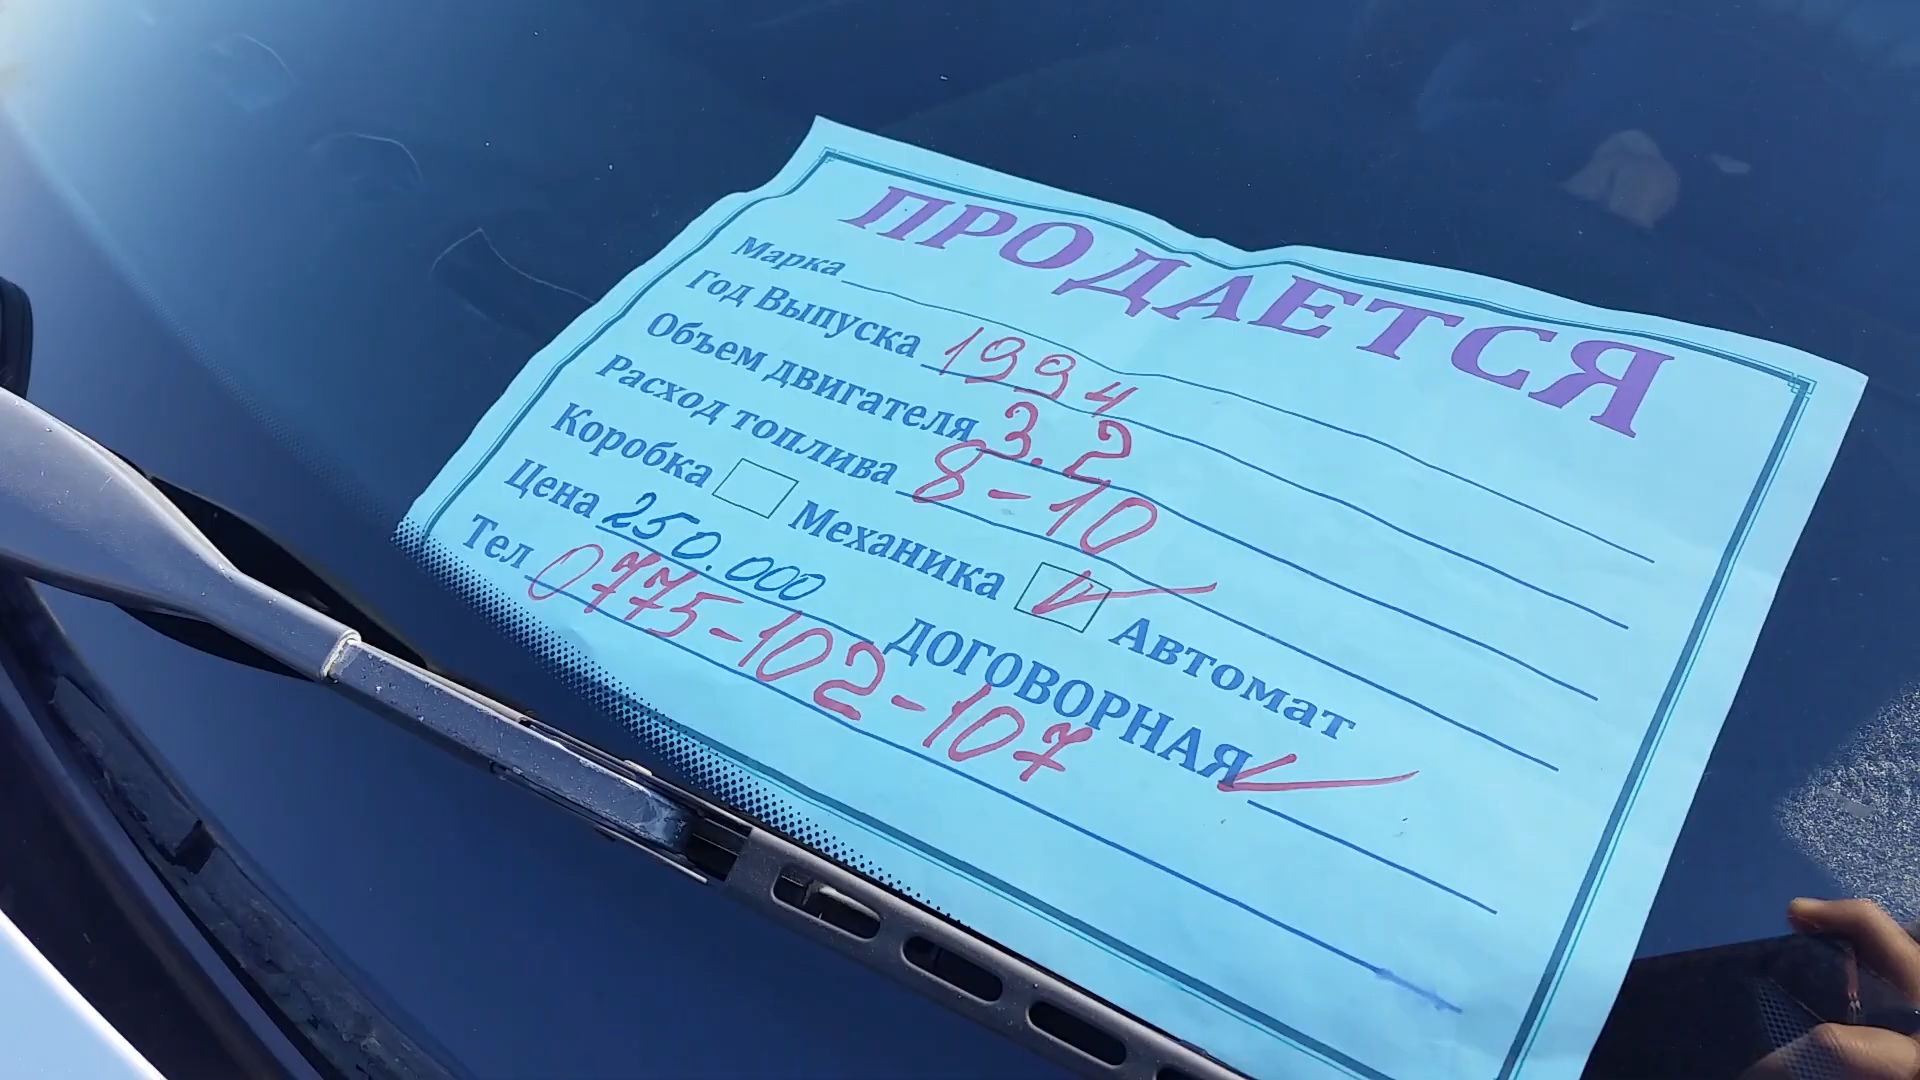 ПРОДАЕТСЯ
Марка
Год Выпуска 1994
Объем двигателя 3.2
Расход топлива 8-10
Коробка Механика Автомат
Цена 250.000 ДОГОВОРНАЯ
Тел 0775-102-107